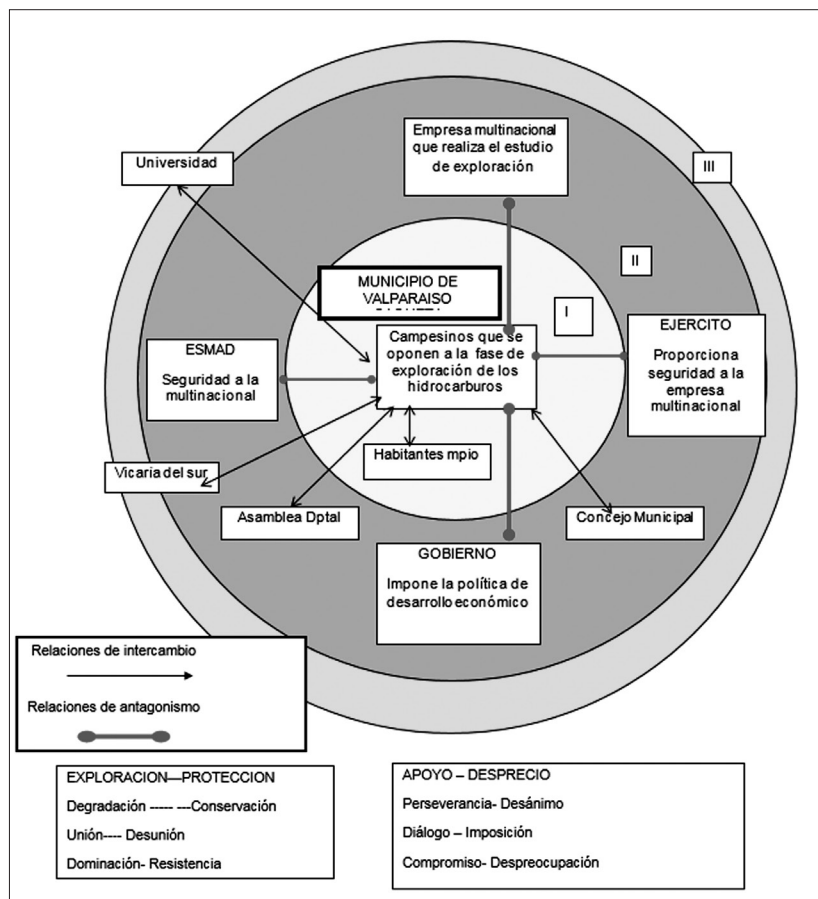 Empresa multinacional
que realiza el estudio
de exploración
Universidad
III
II
MUNICIPIO DE
VALPARAISO
I
Campesinos que se
oponen a la fase de
exploración de los
hidrocarburos
ESMAD
Seguridad a la
multinacional
EJERCITO
Proporciona
seguridad a la
empresa
multinacional
Habitantes mpio
Vicaria del sur
Asamblea Dptal
Concejo Municipal
GOBIERNO
Impone la política de
desarrollo económico
Relaciones de intercambio
Relaciones de antagonismo
EXPLORACION—PROTECCION
Degradación ----- ---Conservación
Unión---- Desunión
Dominación- Resistencia
APOYO – DESPRECIO
Perseverancia- Desánimo
Diálogo – Imposición
Compromiso- Despreocupación